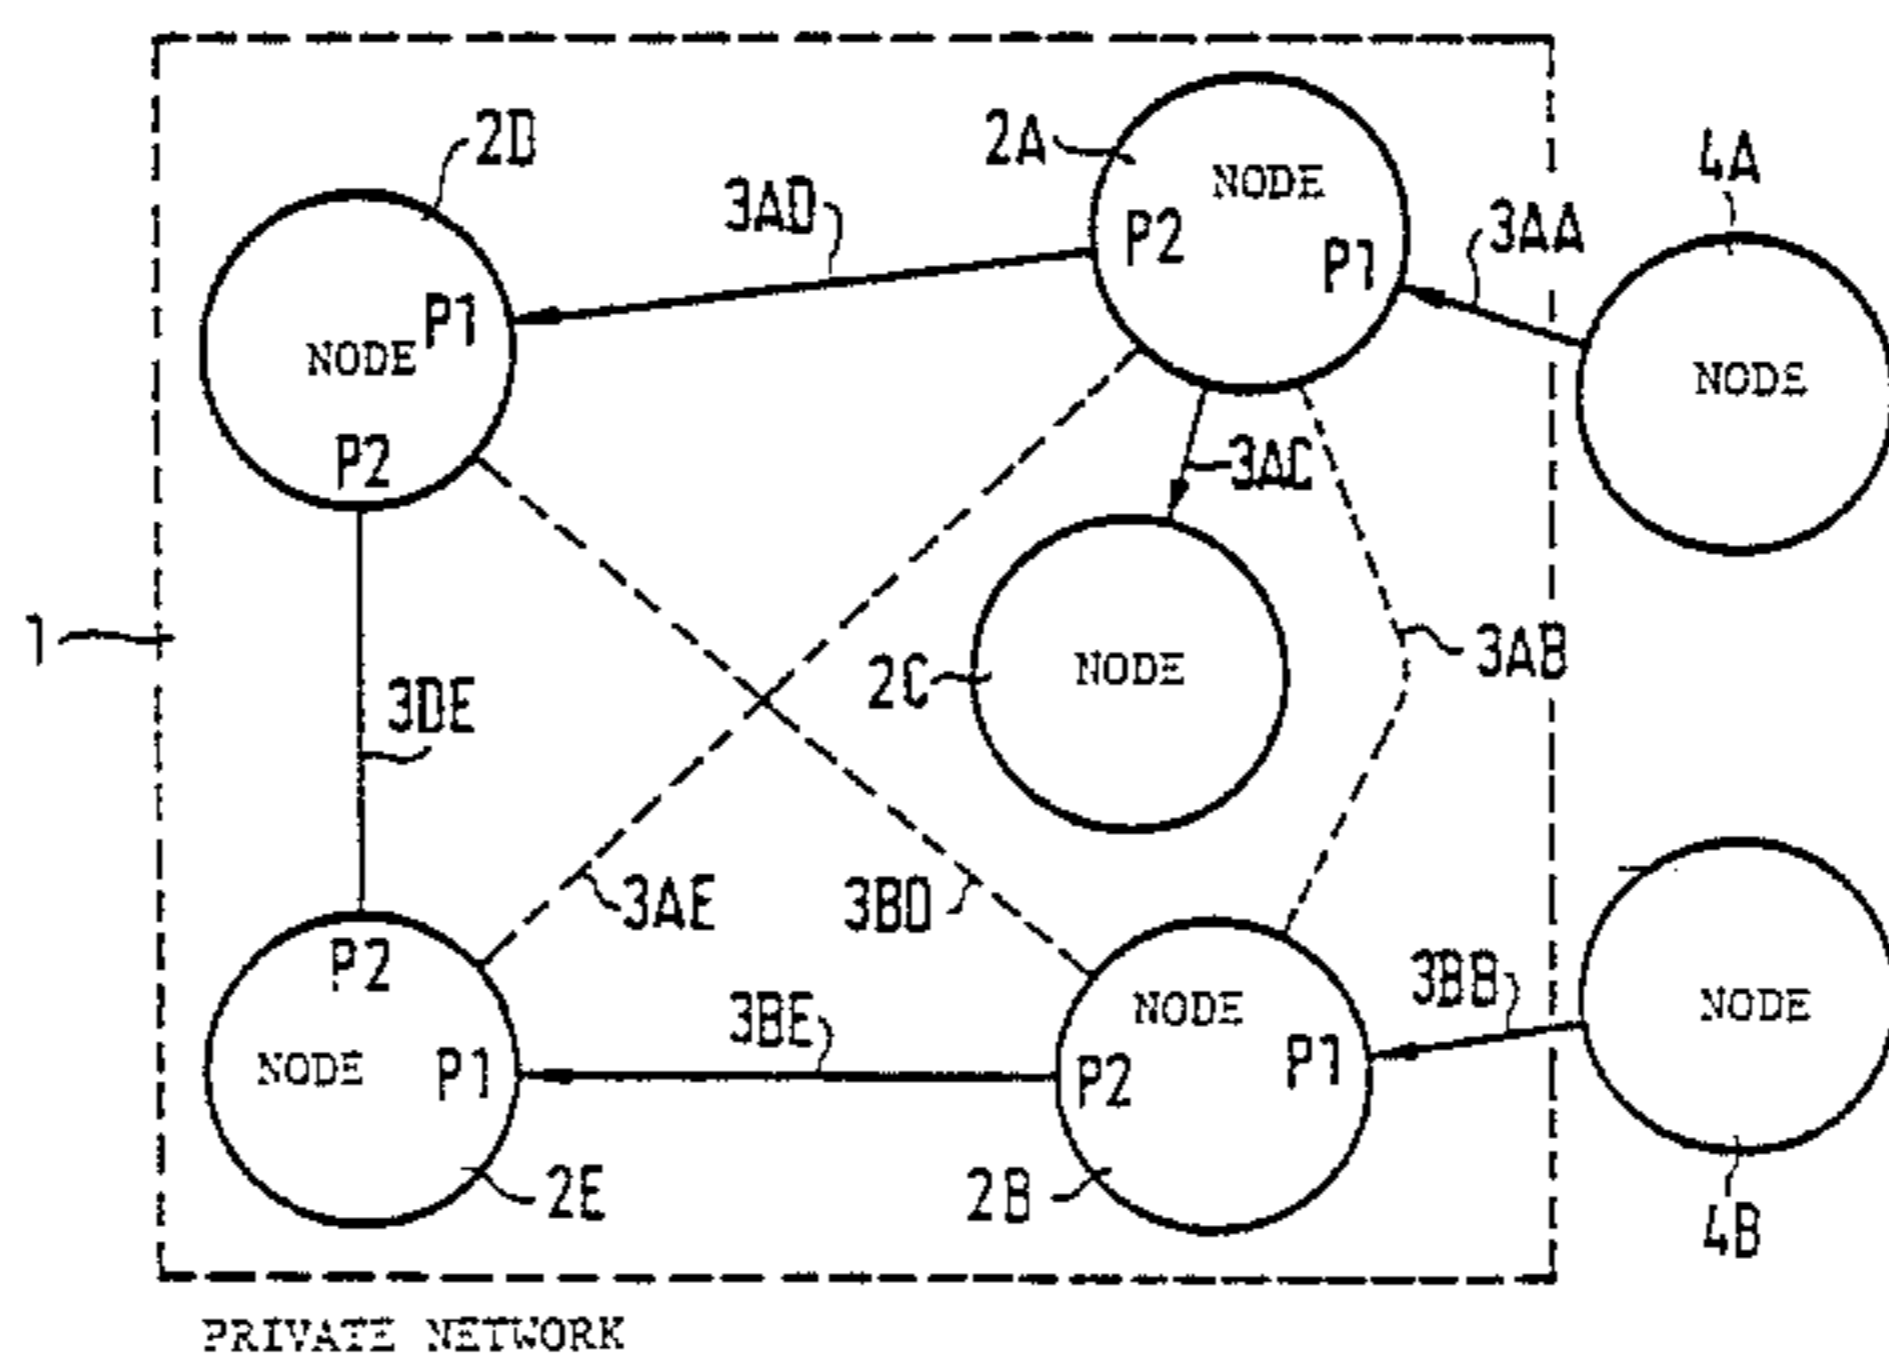 2D
2A
NODE
4A
3AD
P2
3AA
P1
P1
NODE
NODE
P2
3AC
1
2C
NODE
3AB
3DE
3AE
3BD
P2
NODE
3BB
NODE
3BE
NODE
P1
P2
P1
2E
2B
4B
PRIVATE NETWORK